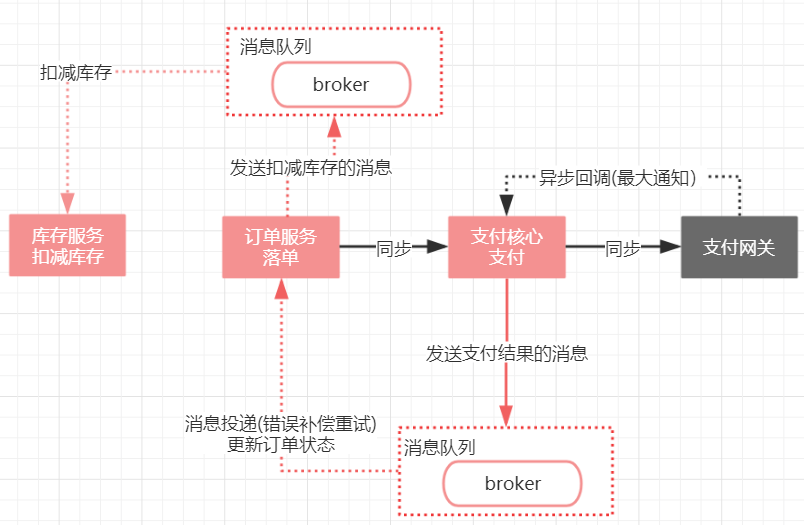 消息队列
broker
扣减库存
发送扣减库存的消息
异步回调(最大通知）
库存服务
扣减库存
订单服务
落单
同步
支付核心
支付
同步
支付网关
发送支付结果的消息
消息投递(错误补偿重试)
更新订单状态
消息队列
broker